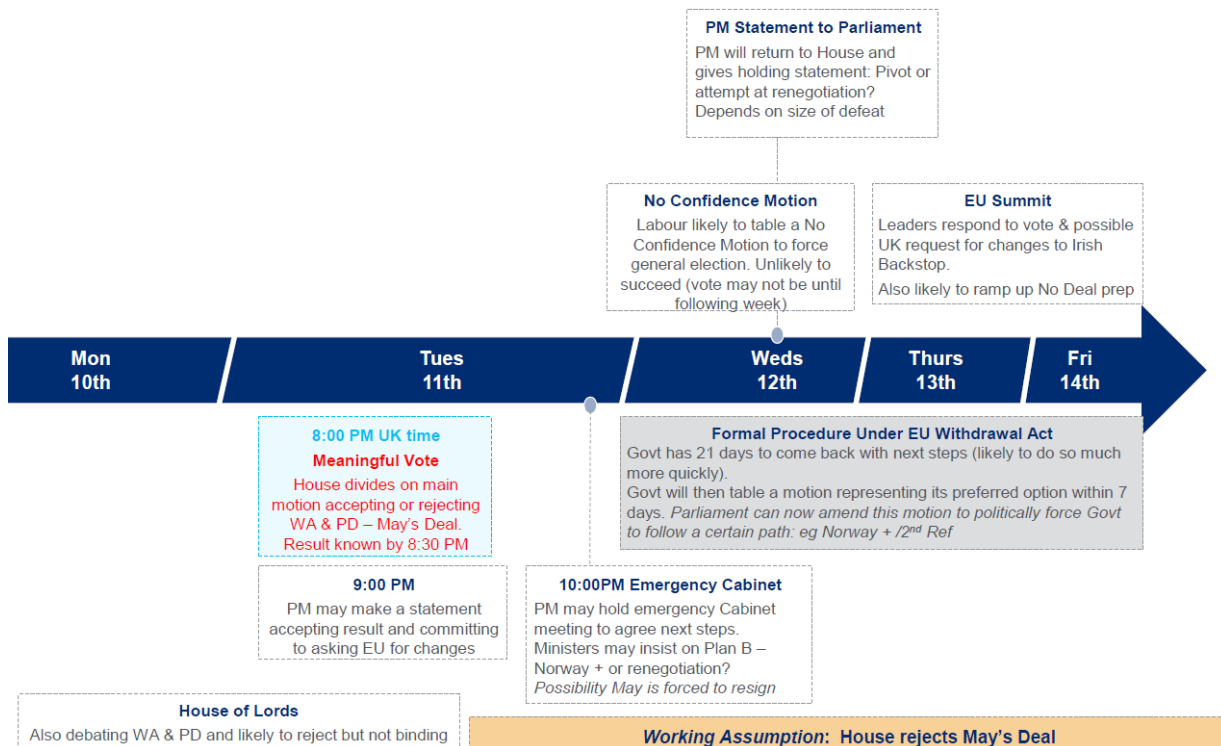 PM Statement to Parliament
PM will return to House and
gives holding statement: Pivot or
attempt at renegotiation?
Depends on size of defeat
No Confidence Motion
Labour likely to table a No
Confidence Motion to force
general election. Unlikely to
succeed (vote may not be until
following week)
EU Summit
Leaders respond to vote & possible
UK request for changes to Irish
Backstop.
Also likely to ramp up No Deal prep
Mon
10th
Tues
11th
Weds
12th
Thurs
13th
Fri
14th
8:00 PM UK time
Meaningful Vote
House divides on main
motion accepting or rejecting
WA & PD – May's Deal.
Result known by 8:30 PM
Formal Procedure Under EU Withdrawal Act
Govt has 21 days to come back with next steps (likely to do so much
more quickly).
Govt will then table a motion representing its preferred option within 7
days. Parliament can now amend this motion to politically force Govt
to follow a certain path: eg Norway + /2nd Ref
9:00 PM
PM may make a statement
accepting result and committing
to asking EU for changes
10:00PM Emergency Cabinet
PM may hold emergency Cabinet
meeting to agree next steps.
Ministers may insist on Plan B –
Norway + or renegotiation?
Possibility May is forced to resign
House of Lords
Also debating WA & PD and likely to reject but not binding
Working Assumption: House rejects May's Deal